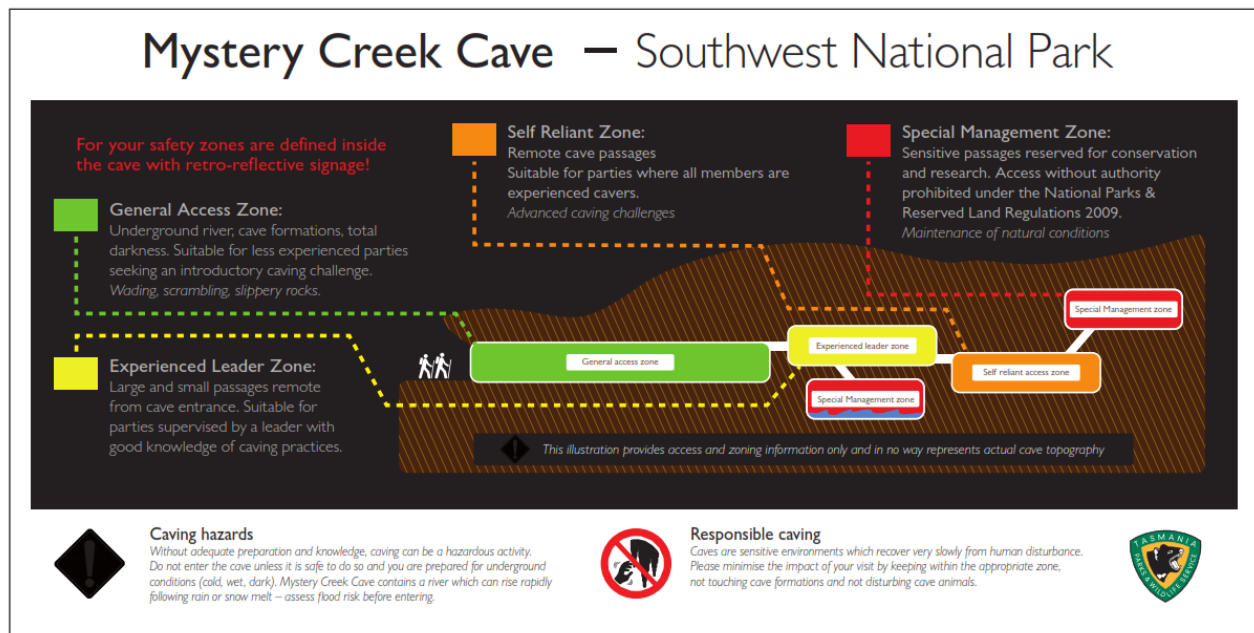 Mystery Creek Cave – Southwest National Park
For your safety zones are defined inside
the cave with retro-reflective signage!
General Access Zone:
Underground river, cave formations, total
darkness. Suitable for less experienced parties
seeking an introductory caving challenge.
Wading, scrambling, slippery rocks.
Experienced Leader Zone:
Large and small passages remote
from cave entrance. Suitable for
parties supervised by a leader with
good knowledge of caving practices.
Self Reliant Zone:
Remote cave passages
Suitable for parties where all members are
experienced cavers.
Advanced caving challenges
Special Management Zone:
Sensitive passages reserved for conservation
and research. Access without authority
prohibited under the National Parks &
Reserved Land Regulations 2009.
Maintenance of natural conditions
General access zone
Experienced leader zone
Special Management zone
Self reliant access zone
Special Management zone
This illustration provides access and zoning information only and in no way represents actual cave topography
Caving hazards
Without adequate preparation and knowledge, caving can be a hazardous activity.
Do not enter the cave unless it is safe to do so and you are prepared for underground
conditions (cold, wet, dark). Mystery Creek Cave contains a river which can rise rapidly
following rain or snow melt – assess flood risk before entering.
Responsible caving
Caves are sensitive environments which recover very slowly from human disturbance.
Please minimise the impact of your visit by keeping within the appropriate zone,
not touching cave formations and not disturbing cave animals.
TASMANIA
PARKS & WILDLIFE SERVICE